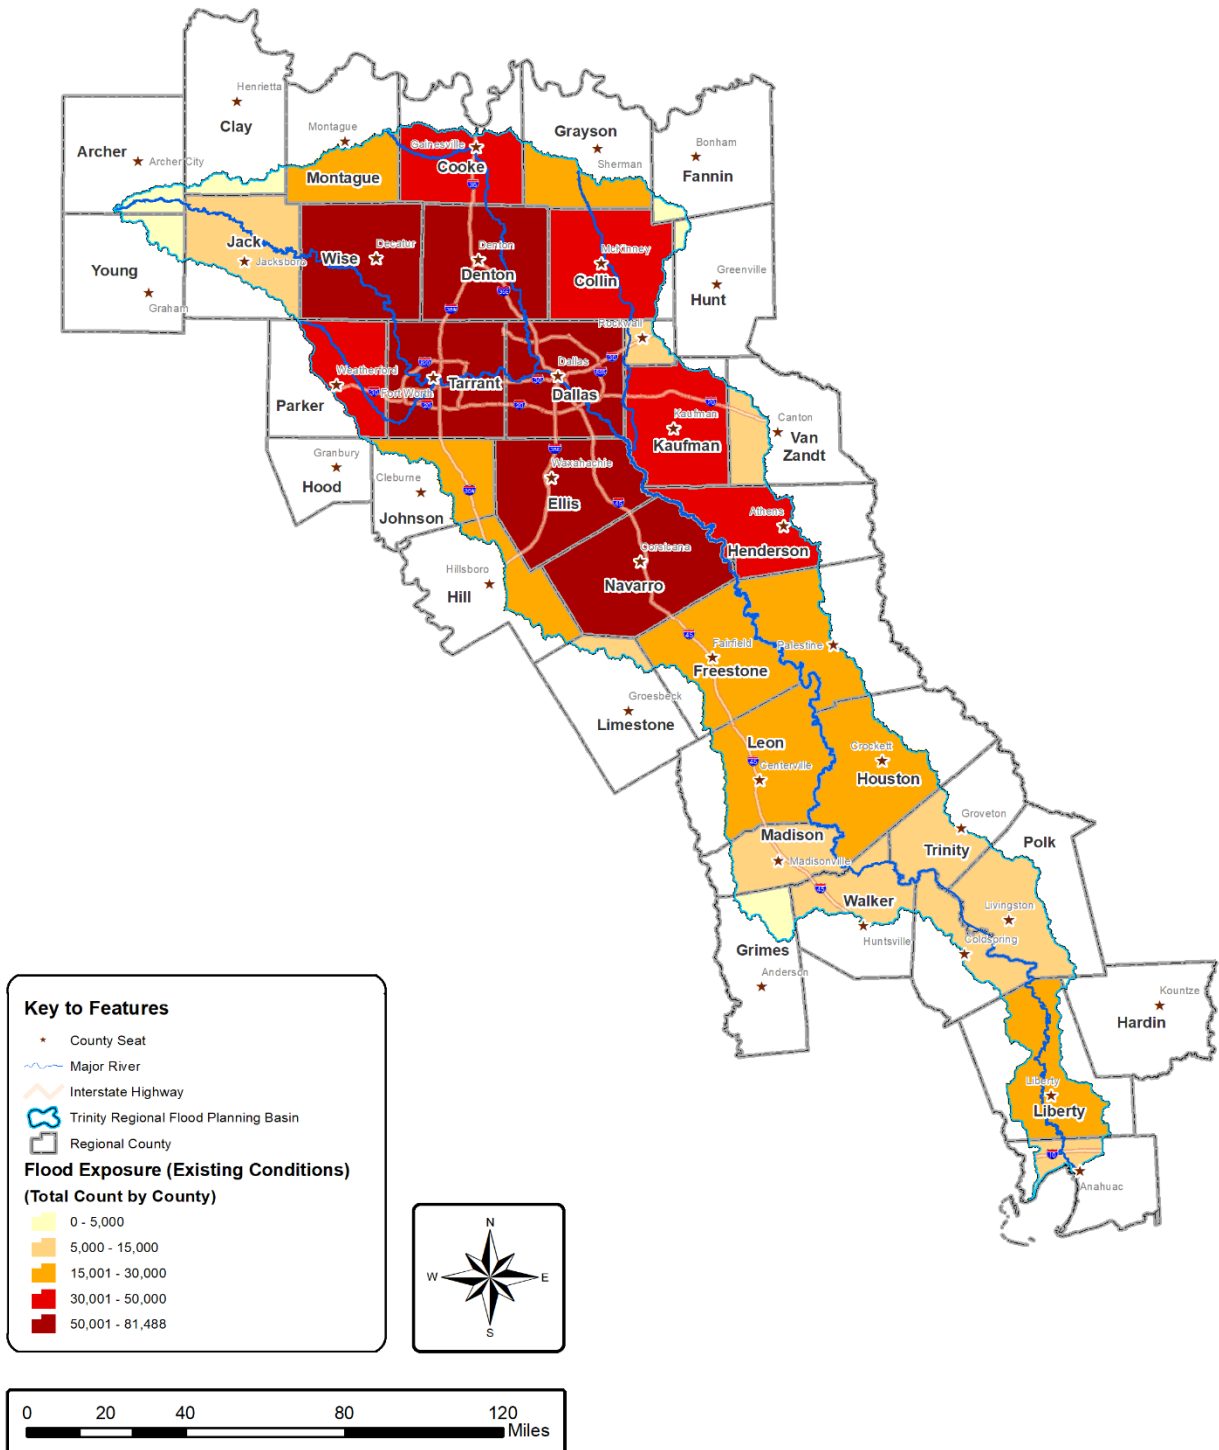 Henrietta
Clay
Montague
Grayson
Sherman
Bonham
Fannin
Archer
Archer City
Gainesville
Cooke
Montague
Young
Graham
Jack
Jacksboro
Wise
Decatur
Denton
Denton
McKinney
Collin
Greenville
Hunt
Rockwall
Weatherford
Parker
Fort Worth
Tarrant
Dallas
Dallas
Kaufman
Kaufman
Canton
Van
Zandt
Granbury
Hood
Cleburne
Johnson
Waxahachie
Ellis
Athens
Henderson
Hillsboro
Hill
Corsicana
Navarro
Fairfield
Freestone
Palestine
Groesbeck
Limestone
Leon
Centerville
Crockett
Houston
Madison
Madisonville
Groveton
Trinity
Polk
Walker
Huntsville
Livingston
Coldspring
Grimes
Anderson
Kountze
Hardin
Liberty
Liberty
Anahuac
Key to Features
County Seat
Major River
Interstate Highway
Trinity Regional Flood Planning Basin
Regional County
Flood Exposure (Existing Conditions)
(Total Count by County)
0 - 5,000
5,000 - 15,000
15,001 - 30,000
30,001 - 50,000
50,001 - 81,488
N
W E
S
0 20 40 80 120
Miles